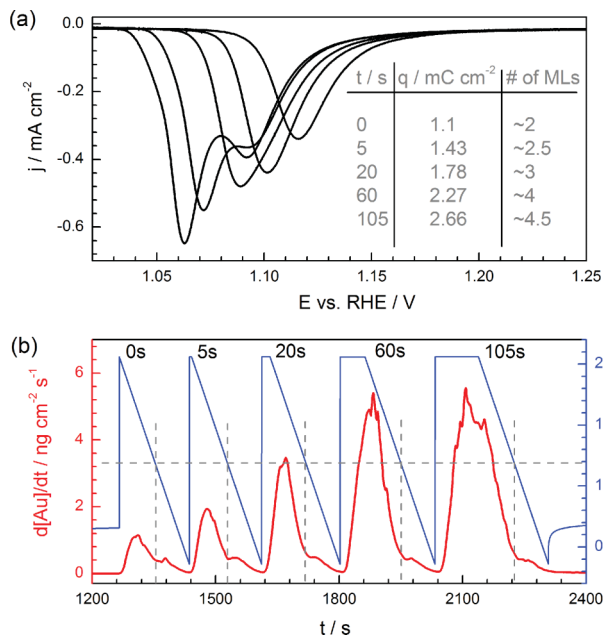 (a)
0.0
-0.2
-0.4
-0.6
j / mA cm-2
t / s q / mC cm-2 # of MLs
0 1.1 ~2
5 1.43 ~2.5
20 1.78 ~3
60 2.27 ~4
105 2.66 ~4.5
1.05 1.10 1.15 1.20 1.25
E vs. RHE / V
(b)
0s 5s 20s 60s 105s
6
4
2
0
d[Au]/dt / ng cm-2 s-1
2
1
1
0
0
1200 1500 1800 2100 2400
t / s